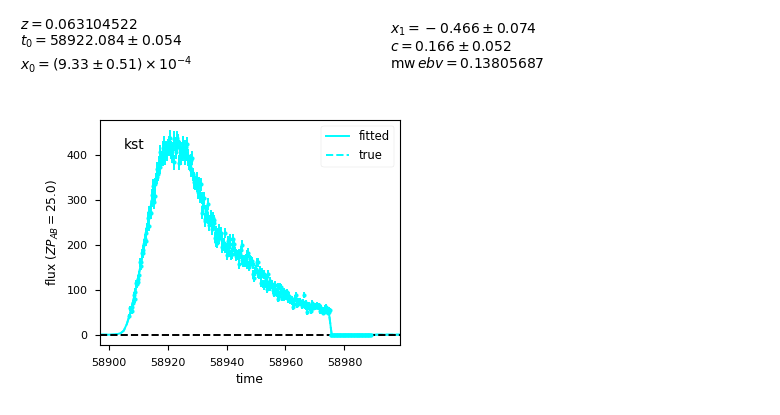 z = 0.063104522
t₀ = 58922.084 ± 0.054
x₀ = (9.33 ± 0.51) × 10⁻⁴
x₁ = −0.466 ± 0.074
c = 0.166 ± 0.052
mw ebv = 0.13805687
kst
fitted
true
flux (ZP_AB = 25.0)
400
300
200
100
0
58900 58920 58940 58960 58980
time